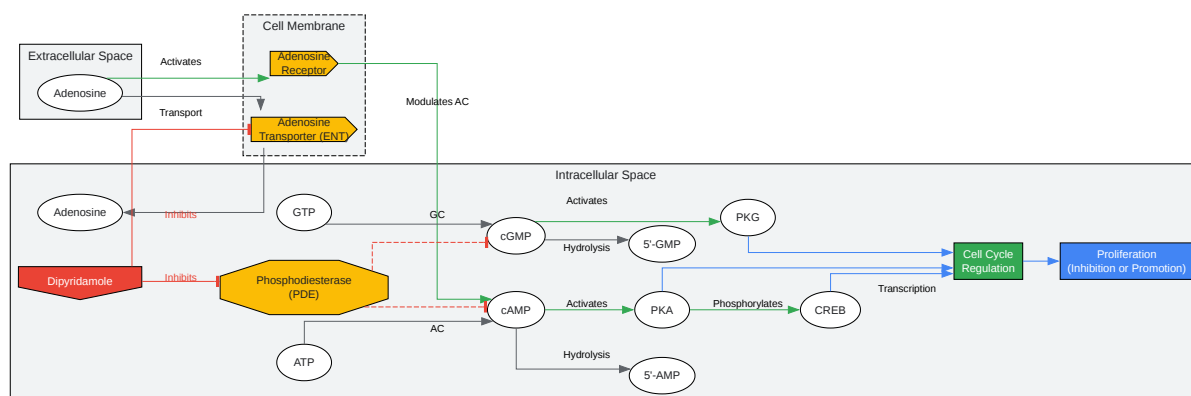 Cell Membrane
Extracellular Space
Adenosine
Activates
Adenosine
Receptor
Transport
Adenosine
Transporter (ENT)
Modulates AC
Intracellular Space
Adenosine
Inhibits
GTP
GC
cGMP
Activates
PKG
Hydrolysis
5'-GMP
Cell Cycle
Regulation
Proliferation
(Inhibition or Promotion)
Dipyridamole
Inhibits
Phosphodiesterase
(PDE)
cAMP
Activates
PKA
Phosphorylates
CREB
Transcription
ATP
AC
Hydrolysis
5'-AMP